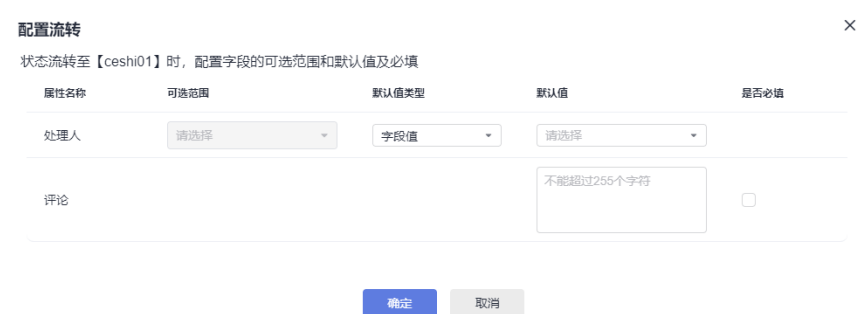 配置流转
状态流转至【ceshi01】时，配置字段的可选范围和默认值及必填
属性名称 可选范围 默认值类型 默认值 是否必填
处理人 请选择 字段值 请选择
不能超过255个字符
评论
确定 取消